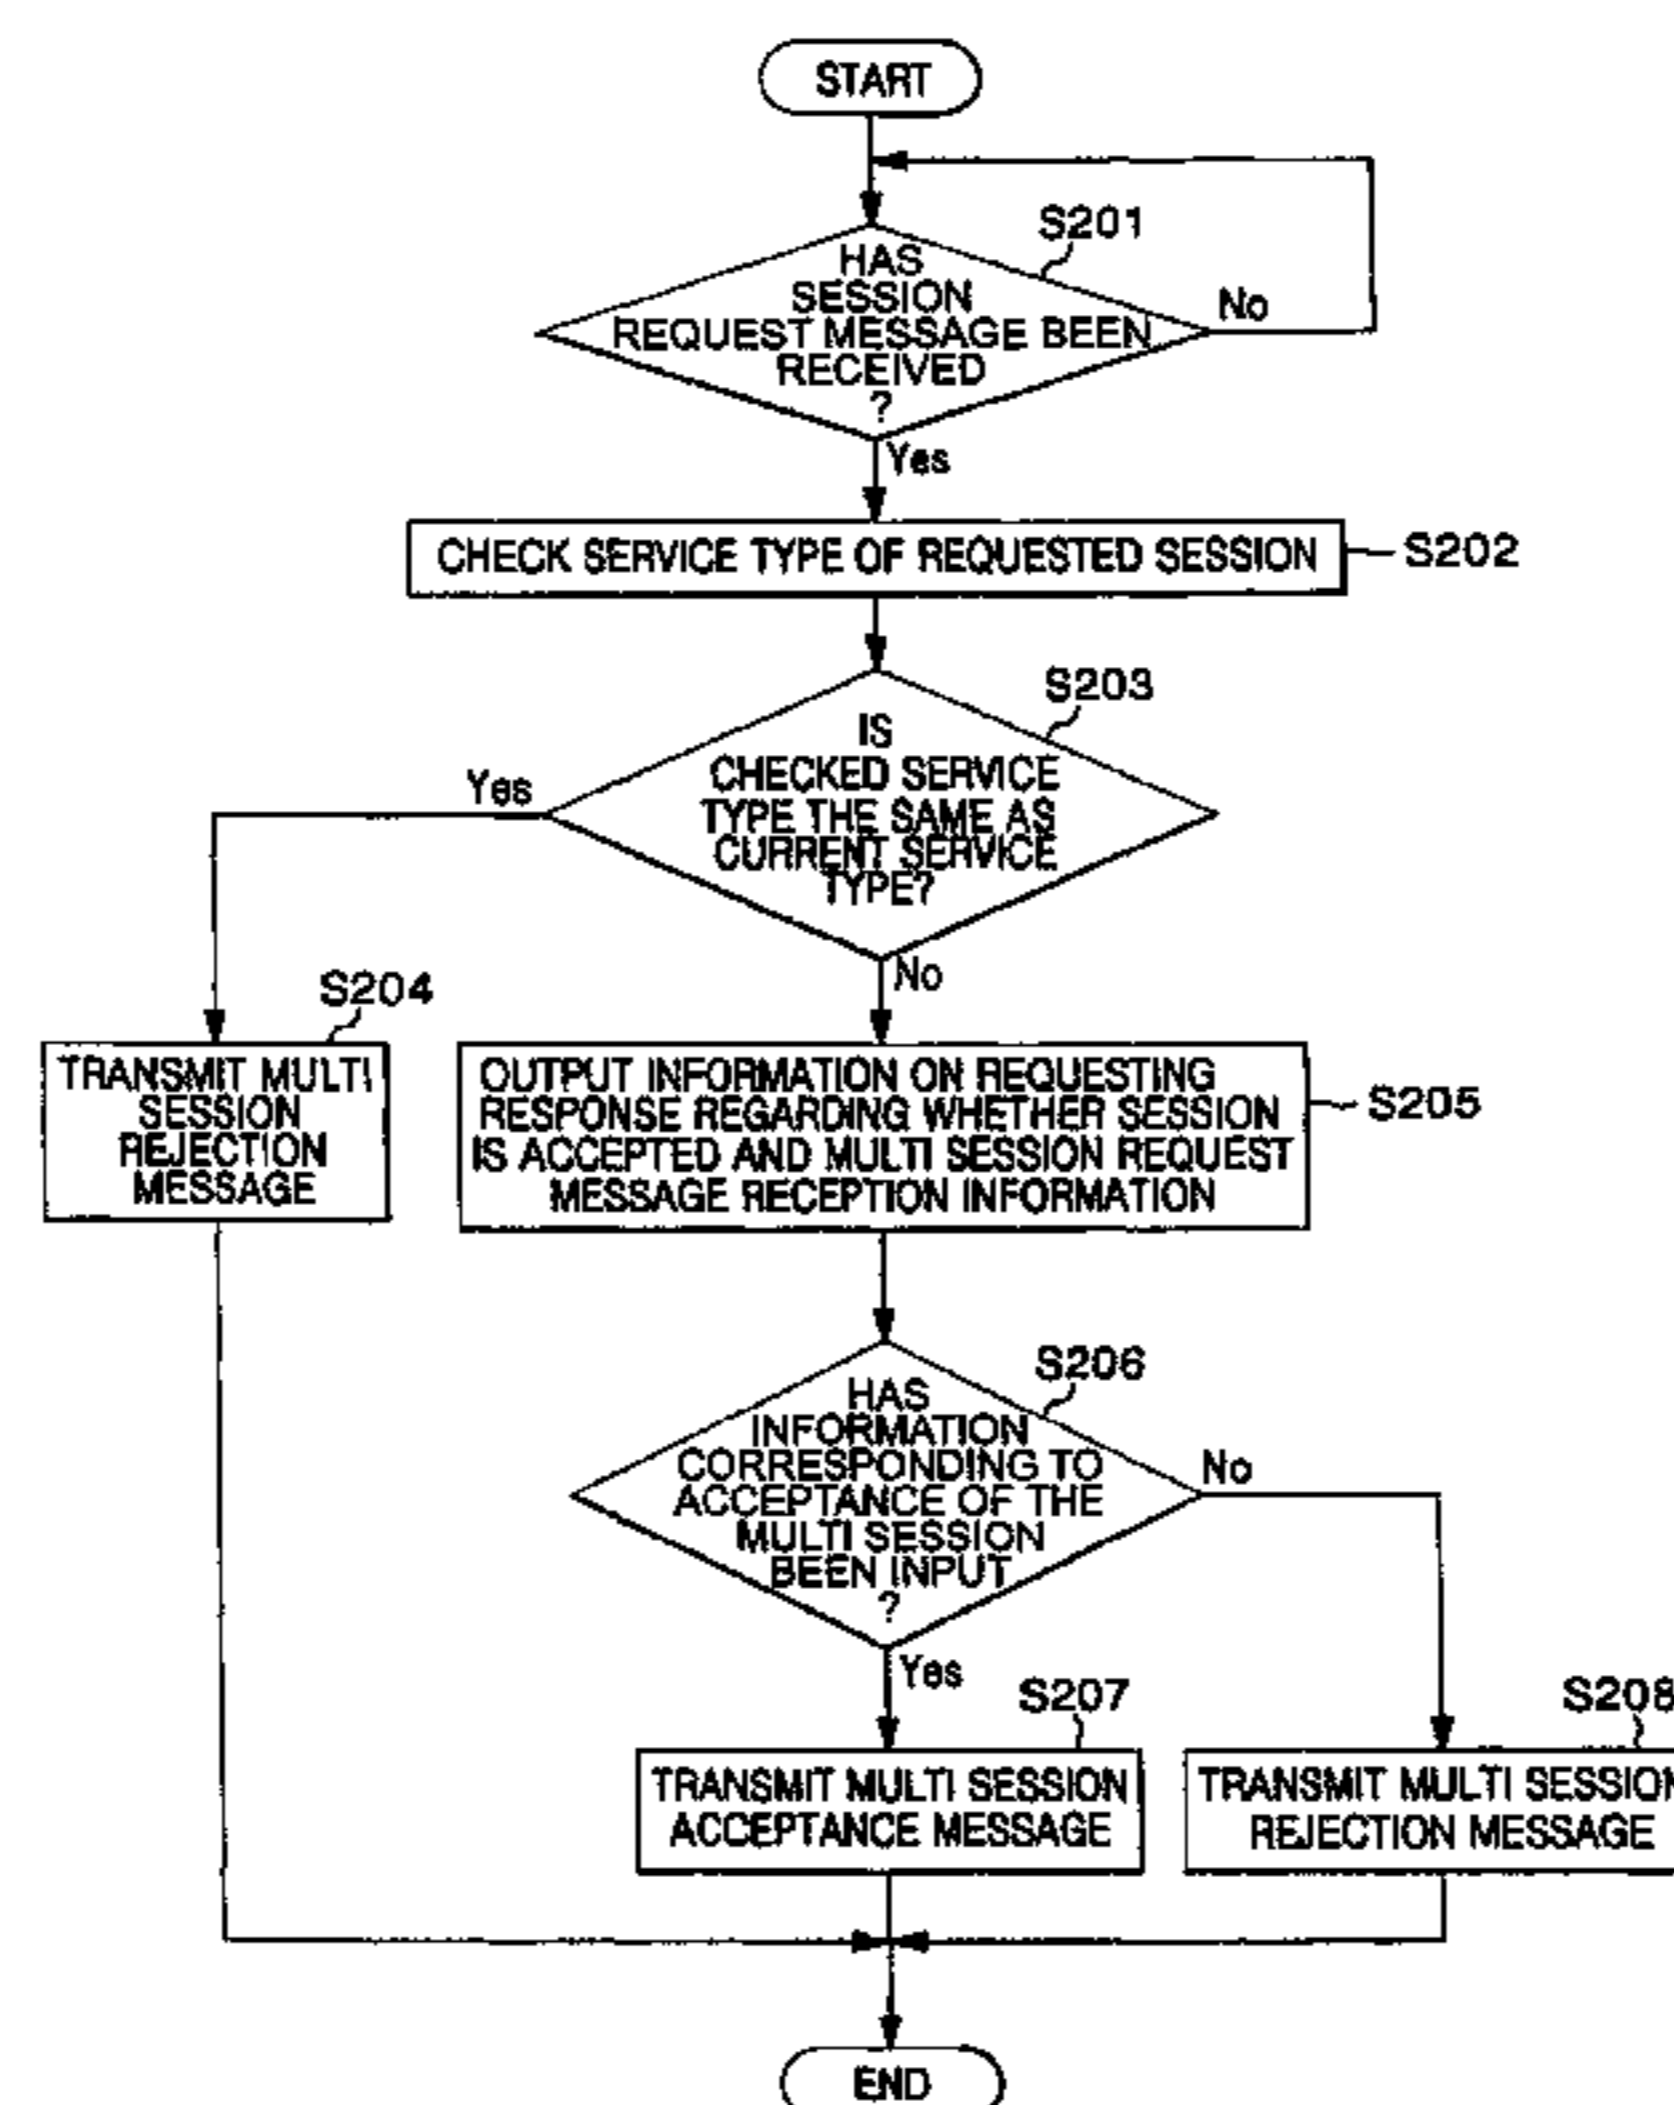 START
S201
HAS
SESSION
REQUEST MESSAGE BEEN
RECEIVED
?
No
Yes
CHECK SERVICE TYPE OF REQUESTED SESSION
S202
S203
IS
CHECKED SERVICE
TYPE THE SAME AS
CURRENT SERVICE
TYPE?
Yes
No
S204
TRANSMIT MULTI
SESSION
REJECTION
MESSAGE
OUTPUT INFORMATION ON REQUESTING
RESPONSE REGARDING WHETHER SESSION
IS ACCEPTED AND MULTI SESSION REQUEST
MESSAGE RECEPTION INFORMATION
S205
S206
HAS
INFORMATION
CORRESPONDING TO
ACCEPTANCE OF THE
MULTI SESSION
BEEN INPUT
?
No
Yes
S207
TRANSMIT MULTI SESSION
ACCEPTANCE MESSAGE
S208
TRANSMIT MULTI SESSION
REJECTION MESSAGE
END